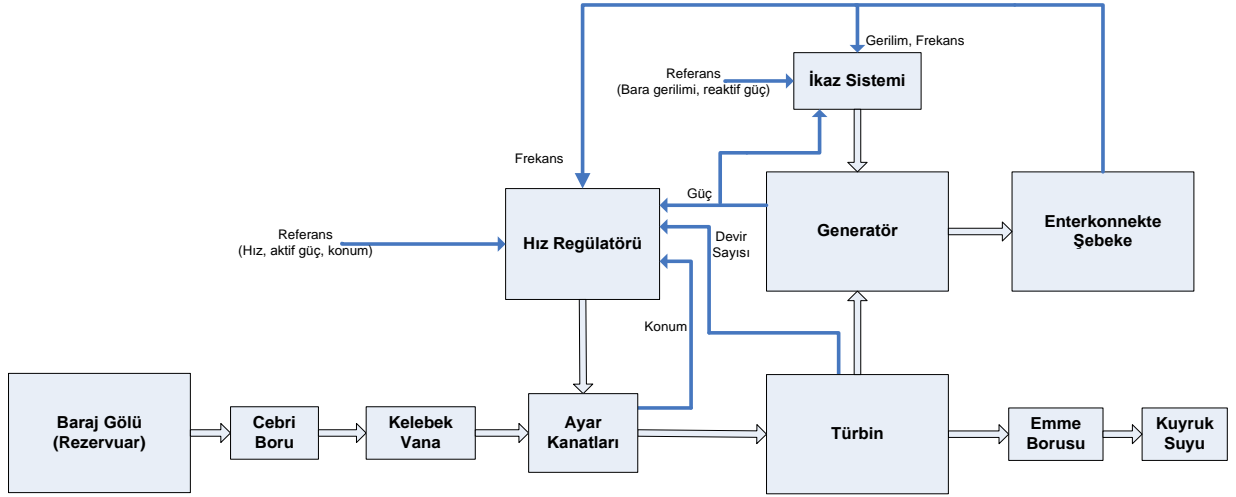 Gerilim, Frekans
Referans
(Bara gerilimi, reaktif güç)
İkaz Sistemi
Frekans
Güç
Hız Regülatörü
Generatör
Enterkonnekte
Şebeke
Referans
(Hız, aktif güç, konum)
Devir
Sayısı
Konum
Baraj Gölü
(Rezervuar)
Cebri
Boru
Kelebek
Vana
Ayar
Kanatları
Türbin
Emme
Borusu
Kuyruk
Suyu